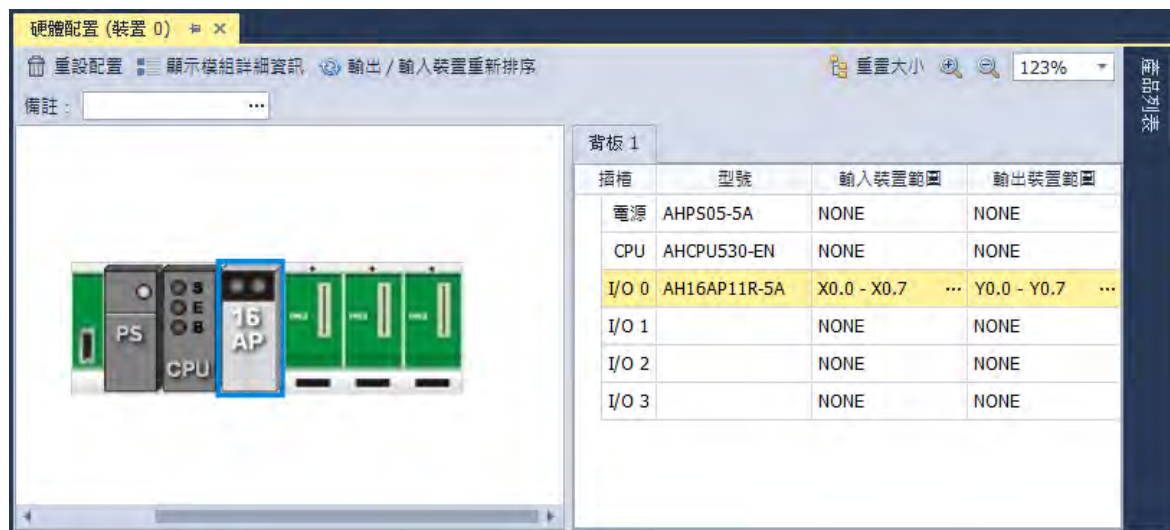 硬體配置 (裝置 0)
重設配置 顯示模組詳細資訊 輸出 / 輸入裝置重新排序 重置大小 123%
備註 : ...
產品列表
背板 1
插槽 型號 輸入裝置範圍 輸出裝置範圍
電源 AHPS05-5A NONE NONE
CPU AHCPU530-EN NONE NONE
I/O 0 AH16AP11R-5A X0.0 - X0.7 ... Y0.0 - Y0.7 ...
I/O 1 NONE NONE
I/O 2 NONE NONE
I/O 3 NONE NONE
PS
S
E
B
CPU
16
AP